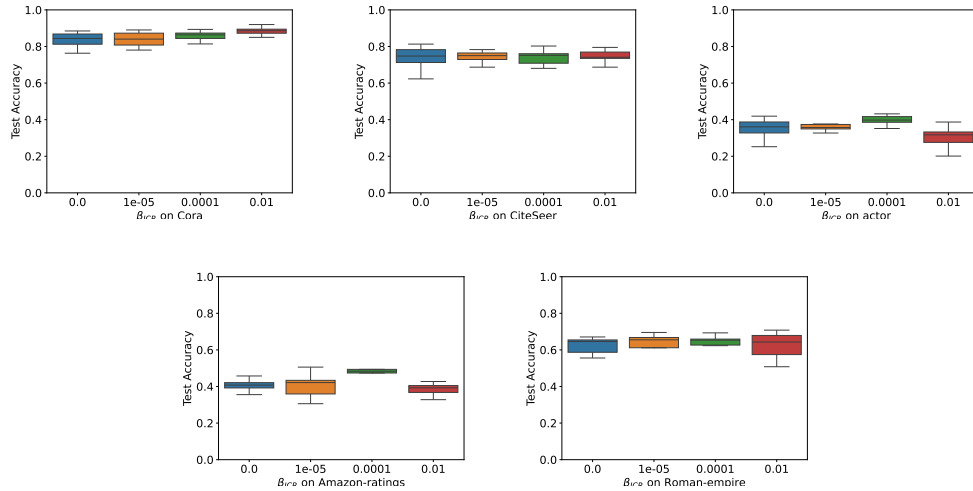 1.0
0.8
0.6
0.4
0.2
0.0
Test Accuracy
0.0 1e-05 0.0001 0.01
β_ICR on Cora
1.0
0.8
0.6
0.4
0.2
0.0
Test Accuracy
0.0 1e-05 0.0001 0.01
β_ICR on CiteSeer
1.0
0.8
0.6
0.4
0.2
0.0
Test Accuracy
0.0 1e-05 0.0001 0.01
β_ICR on actor
1.0
0.8
0.6
0.4
0.2
0.0
Test Accuracy
0.0 1e-05 0.0001 0.01
β_ICR on Amazon-ratings
1.0
0.8
0.6
0.4
0.2
0.0
Test Accuracy
0.0 1e-05 0.0001 0.01
β_ICR on Roman-empire